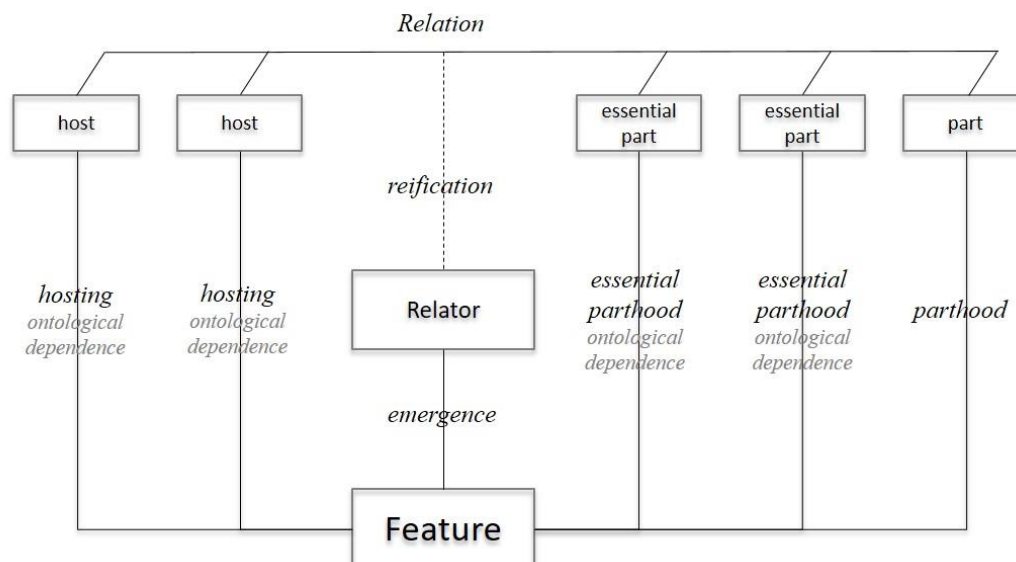 Relation
host
host
essential
part
essential
part
part
reification
Relator
hosting
ontological
dependence
hosting
ontological
dependence
essential
parthood
ontological
dependence
essential
parthood
ontological
dependence
parthood
emergence
Feature